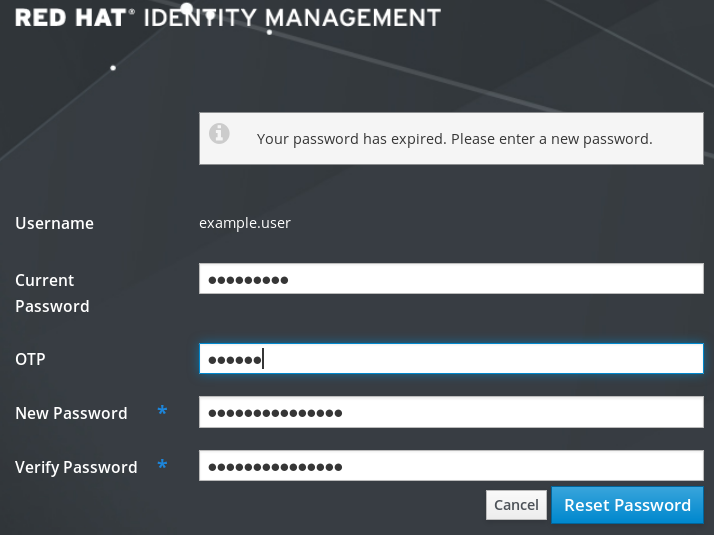 RED HAT® IDENTITY MANAGEMENT
Your password has expired. Please enter a new password.
Username example.user
Current
Password
●●●●●●●●●
OTP ●●●●●●
New Password * ●●●●●●●●●●●●●●●
Verify Password * ●●●●●●●●●●●●●●●
Cancel Reset Password